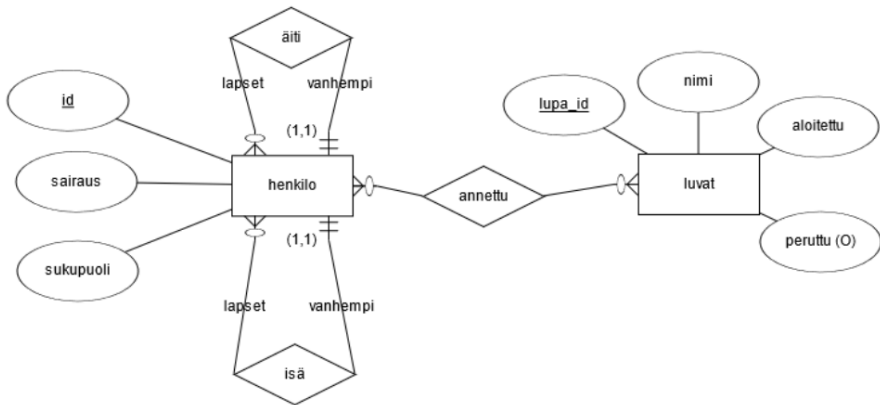 äiti
lapset
vanhempi
id
(1,1)
sairaus
henkilo
sukupuoli
(1,1)
lapset
vanhempi
isä
annettu
lupa_id
nimi
aloitettu
luvat
peruttu (O)